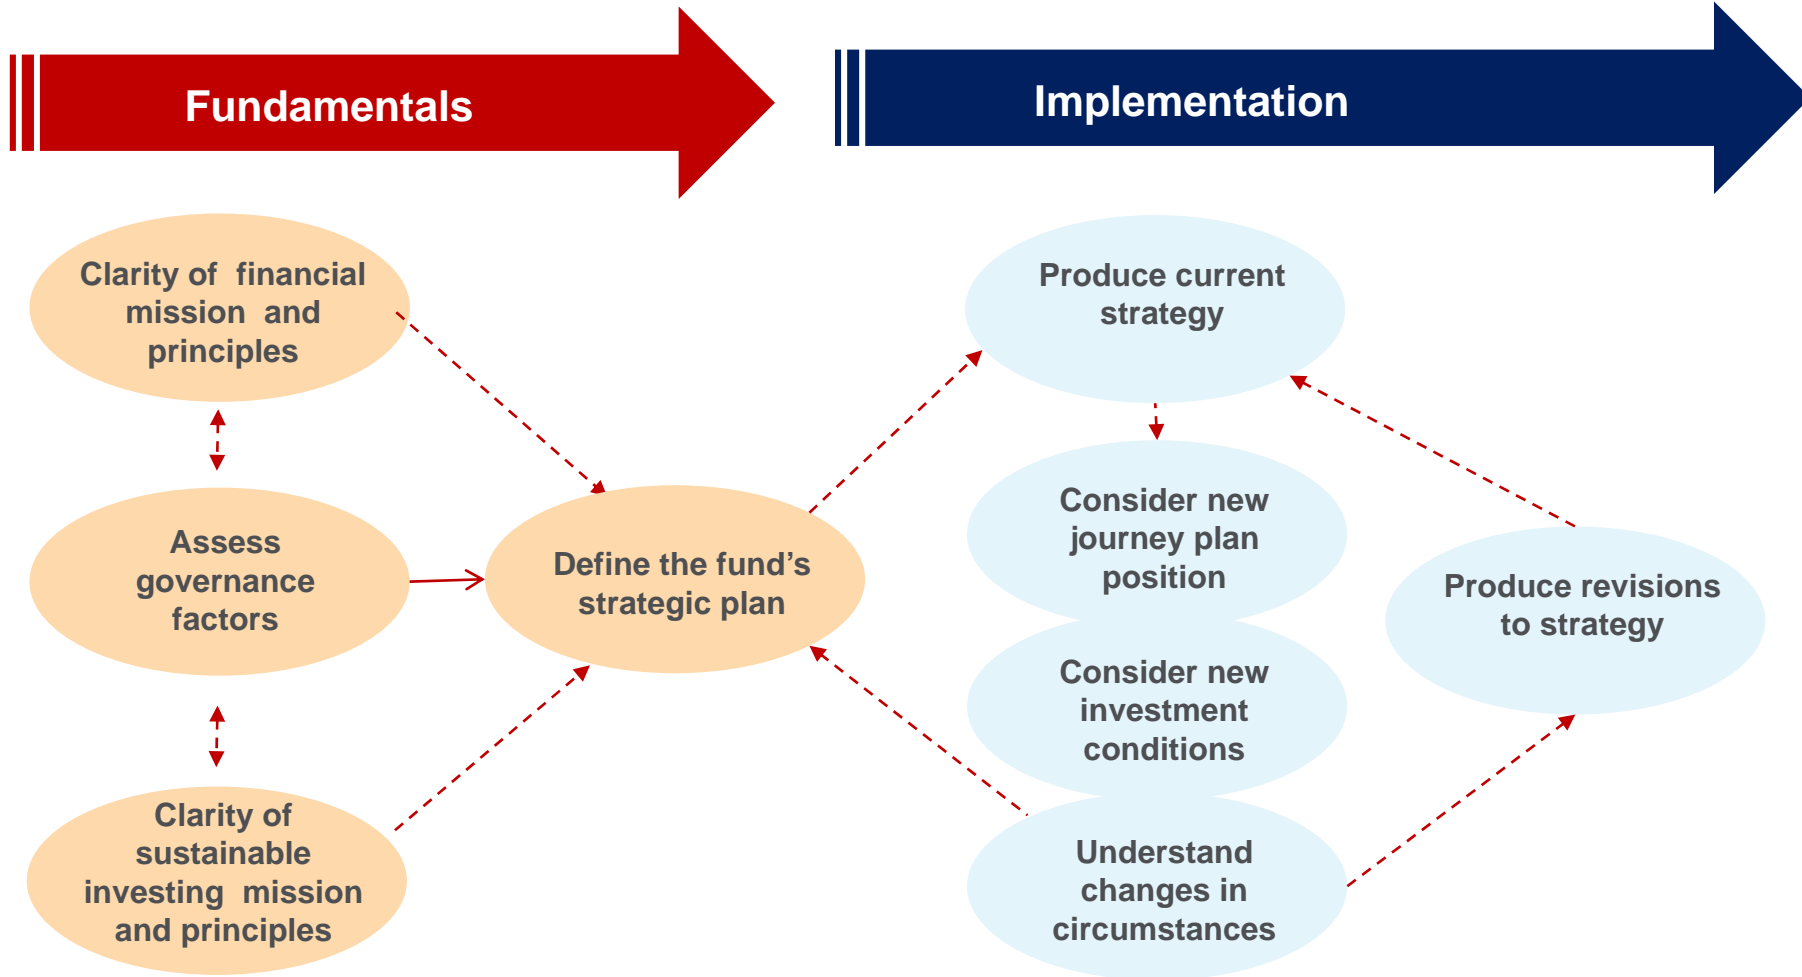 Fundamentals
Implementation
Clarity of financial
mission and
principles
Assess
governance
factors
Clarity of
sustainable
investing mission
and principles
Define the fund’s
strategic plan
Produce current
strategy
Consider new
journey plan
position
Consider new
investment
conditions
Understand
changes in
circumstances
Produce revisions
to strategy